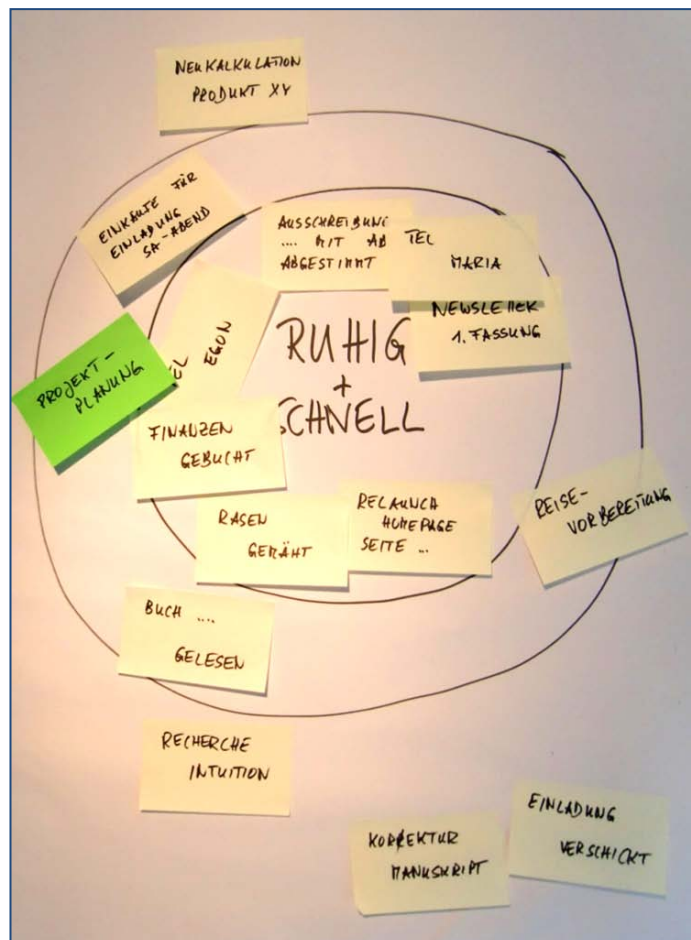 NEUKALKULATION
PRODUKT XY
EINKÄUFE FÜR
EINLADUNG
SA-ABEND
AUSSCHREIBUNG
.... MIT AB
ABGESTIMMT
TEL
MARIA
NEWSLETTER
1. FASSUNG
TEL
EGON
PROJEKT-
PLANUNG
RUHIG
+
SCHNELL
FINANZEN
GEBUCHT
RASEN
GEMÄHT
RELAUNCH
HOMEPAGE
SEITE ...
REISE-
VORBEREITUNG
BUCH ....
GELESEN
RECHERCHE
INTUITION
KORREKTUR
MANUSKRIPT
EINLADUNG
VERSCHICKT